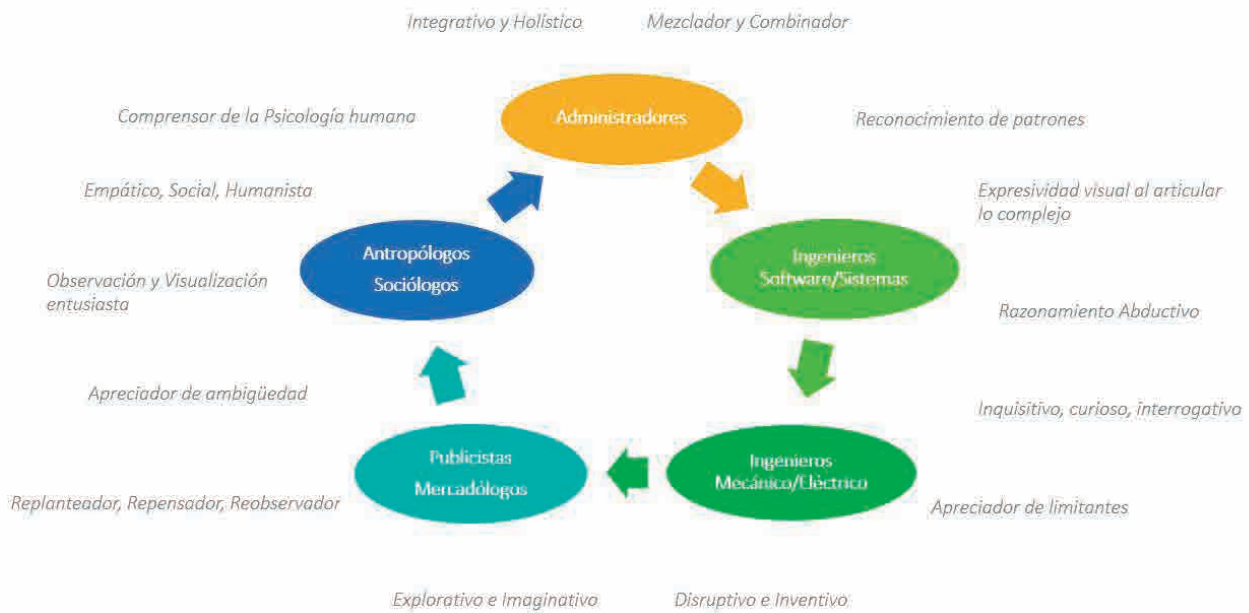 Integrativo y Holístico
Mezclador y Combinador
Comprensor de la Psicología humana
Administradores
Reconocimiento de patrones
Empático, Social, Humanista
Expresividad visual al articular
lo complejo
Antropólogos
Sociólogos
Ingenieros
Software/Sistemas
Observación y Visualización
entusiasta
Razonamiento Abductivo
Apreciador de ambigüedad
Inquisitivo, curioso, interrogativo
Publicistas
Mercadólogos
Ingenieros
Mecánico/Eléctrico
Replanteador, Repensador, Reobservador
Apreciador de limitantes
Explorativo e Imaginativo
Disruptivo e Inventivo